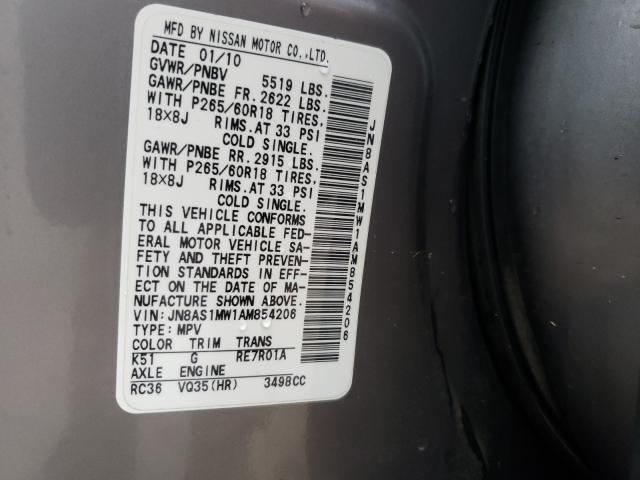 MFD BY NISSAN MOTOR CO.,LTD.
DATE 01/10
GVWR/PNBV 5519 LBS.
GAWR/PNBE FR. 2622 LBS.
WITH P265/60R18 TIRES,
18X8J RIMS.AT 33 PSI
COLD SINGLE.
GAWR/PNBE RR. 2915 LBS.
WITH P265/60R18 TIRES,
18X8J RIMS.AT 33 PSI
COLD SINGLE.
THIS VEHICLE CONFORMS
TO ALL APPLICABLE FED-
ERAL MOTOR VEHICLE SA-
FETY AND THEFT PREVEN-
TION STANDARDS IN EFF-
ECT ON THE DATE OF MA-
NUFACTURE SHOWN ABOVE.
VIN: JN8AS1MW1AM854206
TYPE: MPV
COLOR TRIM TRANS
K51 G RE7R01A
AXLE ENGINE
RC36 VQ35(HR) 3498CC
JN8AS1MW1AM854206